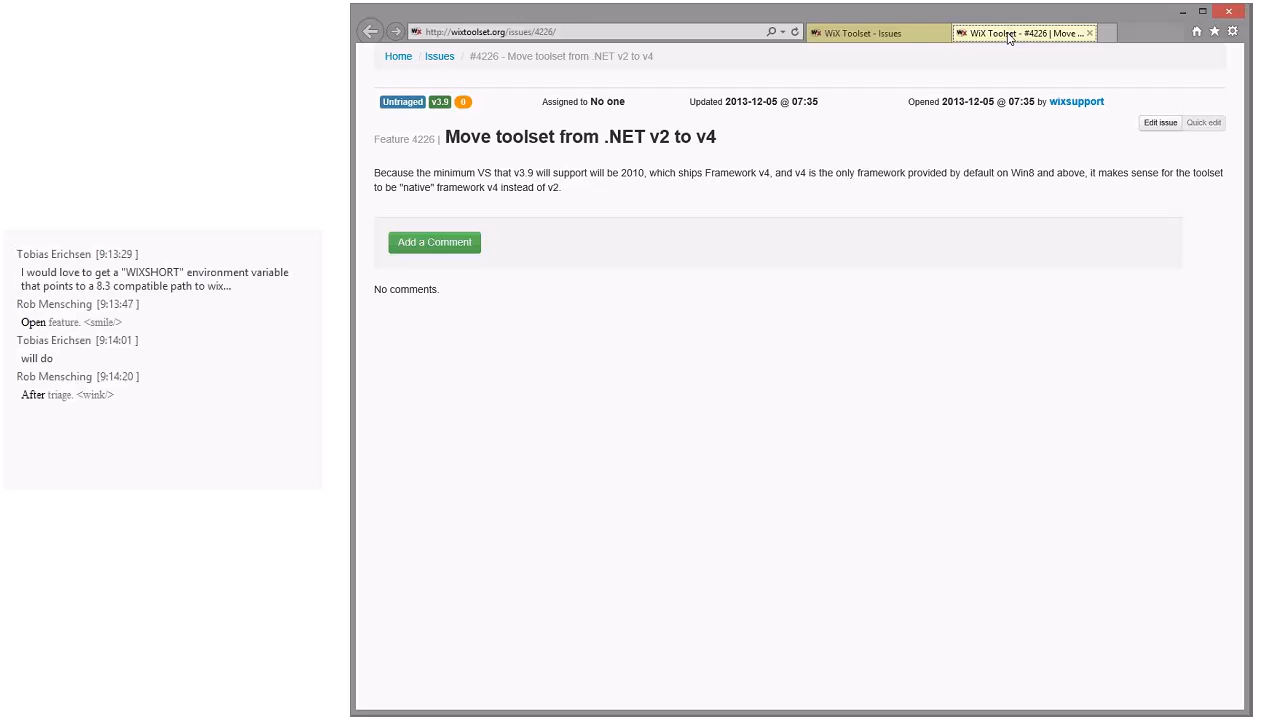 http://wixtoolset.org/issues/4226/
WiX Toolset - Issues
WiX Toolset - #4226 | Move ...
Home / Issues / #4226 - Move toolset from .NET v2 to v4
Untriaged v3.9 0 Assigned to No one Updated 2013-12-05 @ 07:35 Opened 2013-12-05 @ 07:35 by wixsupport
Edit issue Quick edit
Feature 4226 | Move toolset from .NET v2 to v4
Because the minimum VS that v3.9 will support will be 2010, which ships Framework v4, and v4 is the only framework provided by default on Win8 and above, it makes sense for the toolset
to be "native" framework v4 instead of v2.
Add a Comment
No comments.
Tobias Erichsen [9:13:29 ]
I would love to get a "WIXSHORT" environment variable
that points to a 8.3 compatible path to wix...
Rob Mensching [9:13:47 ]
Open feature. <smile/>
Tobias Erichsen [9:14:01 ]
will do
Rob Mensching [9:14:20 ]
After triage. <wink/>